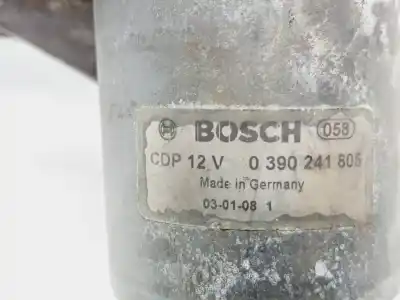 BOSCH 058
CDP 12 V 0 390 241 805
Made in Germany
03-01-08 1